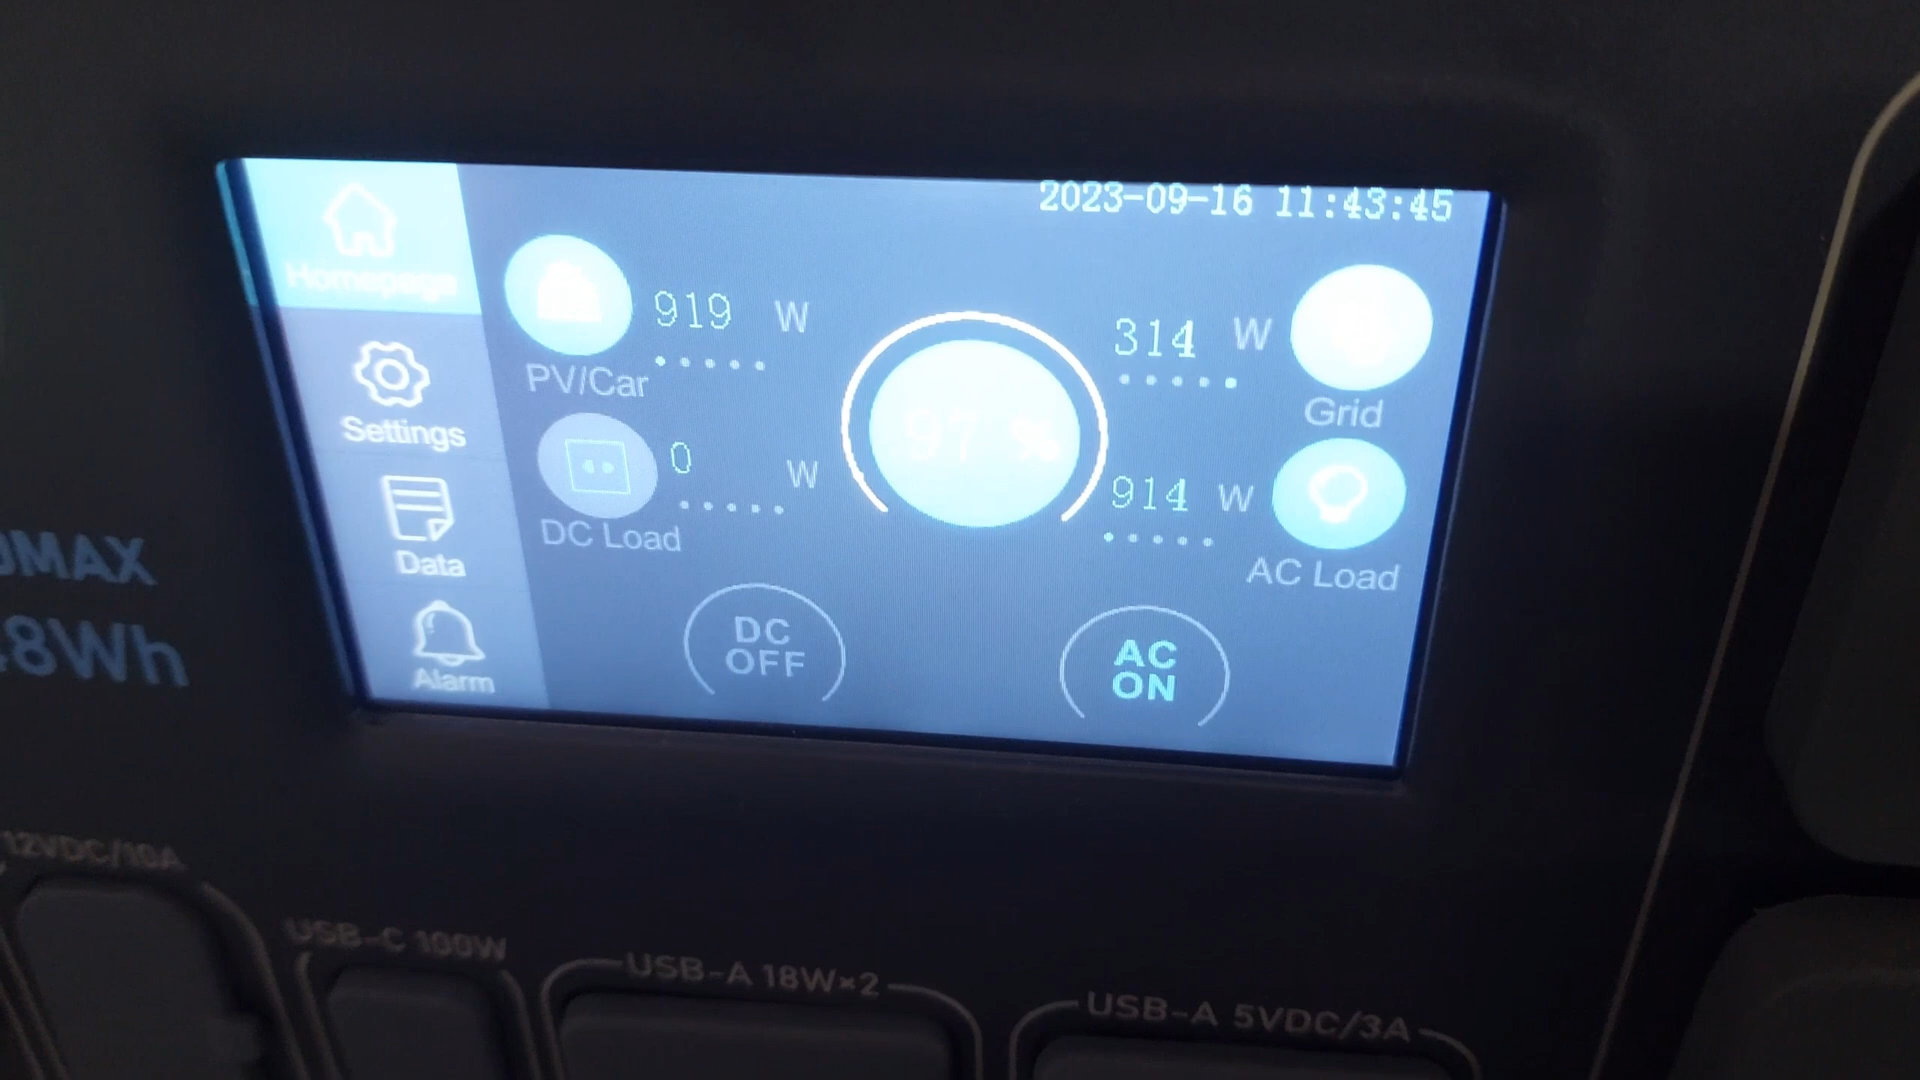 2023-09-16 11:43:45
Homepage
Settings
Data
Alarm
919 W
PV/Car
0 W
DC Load
97 %
314 W
Grid
914 W
AC Load
DC
OFF
AC
ON
MAX
8Wh
12VDC/10A
USB-C 100W
USB-A 18W×2
USB-A 5VDC/3A